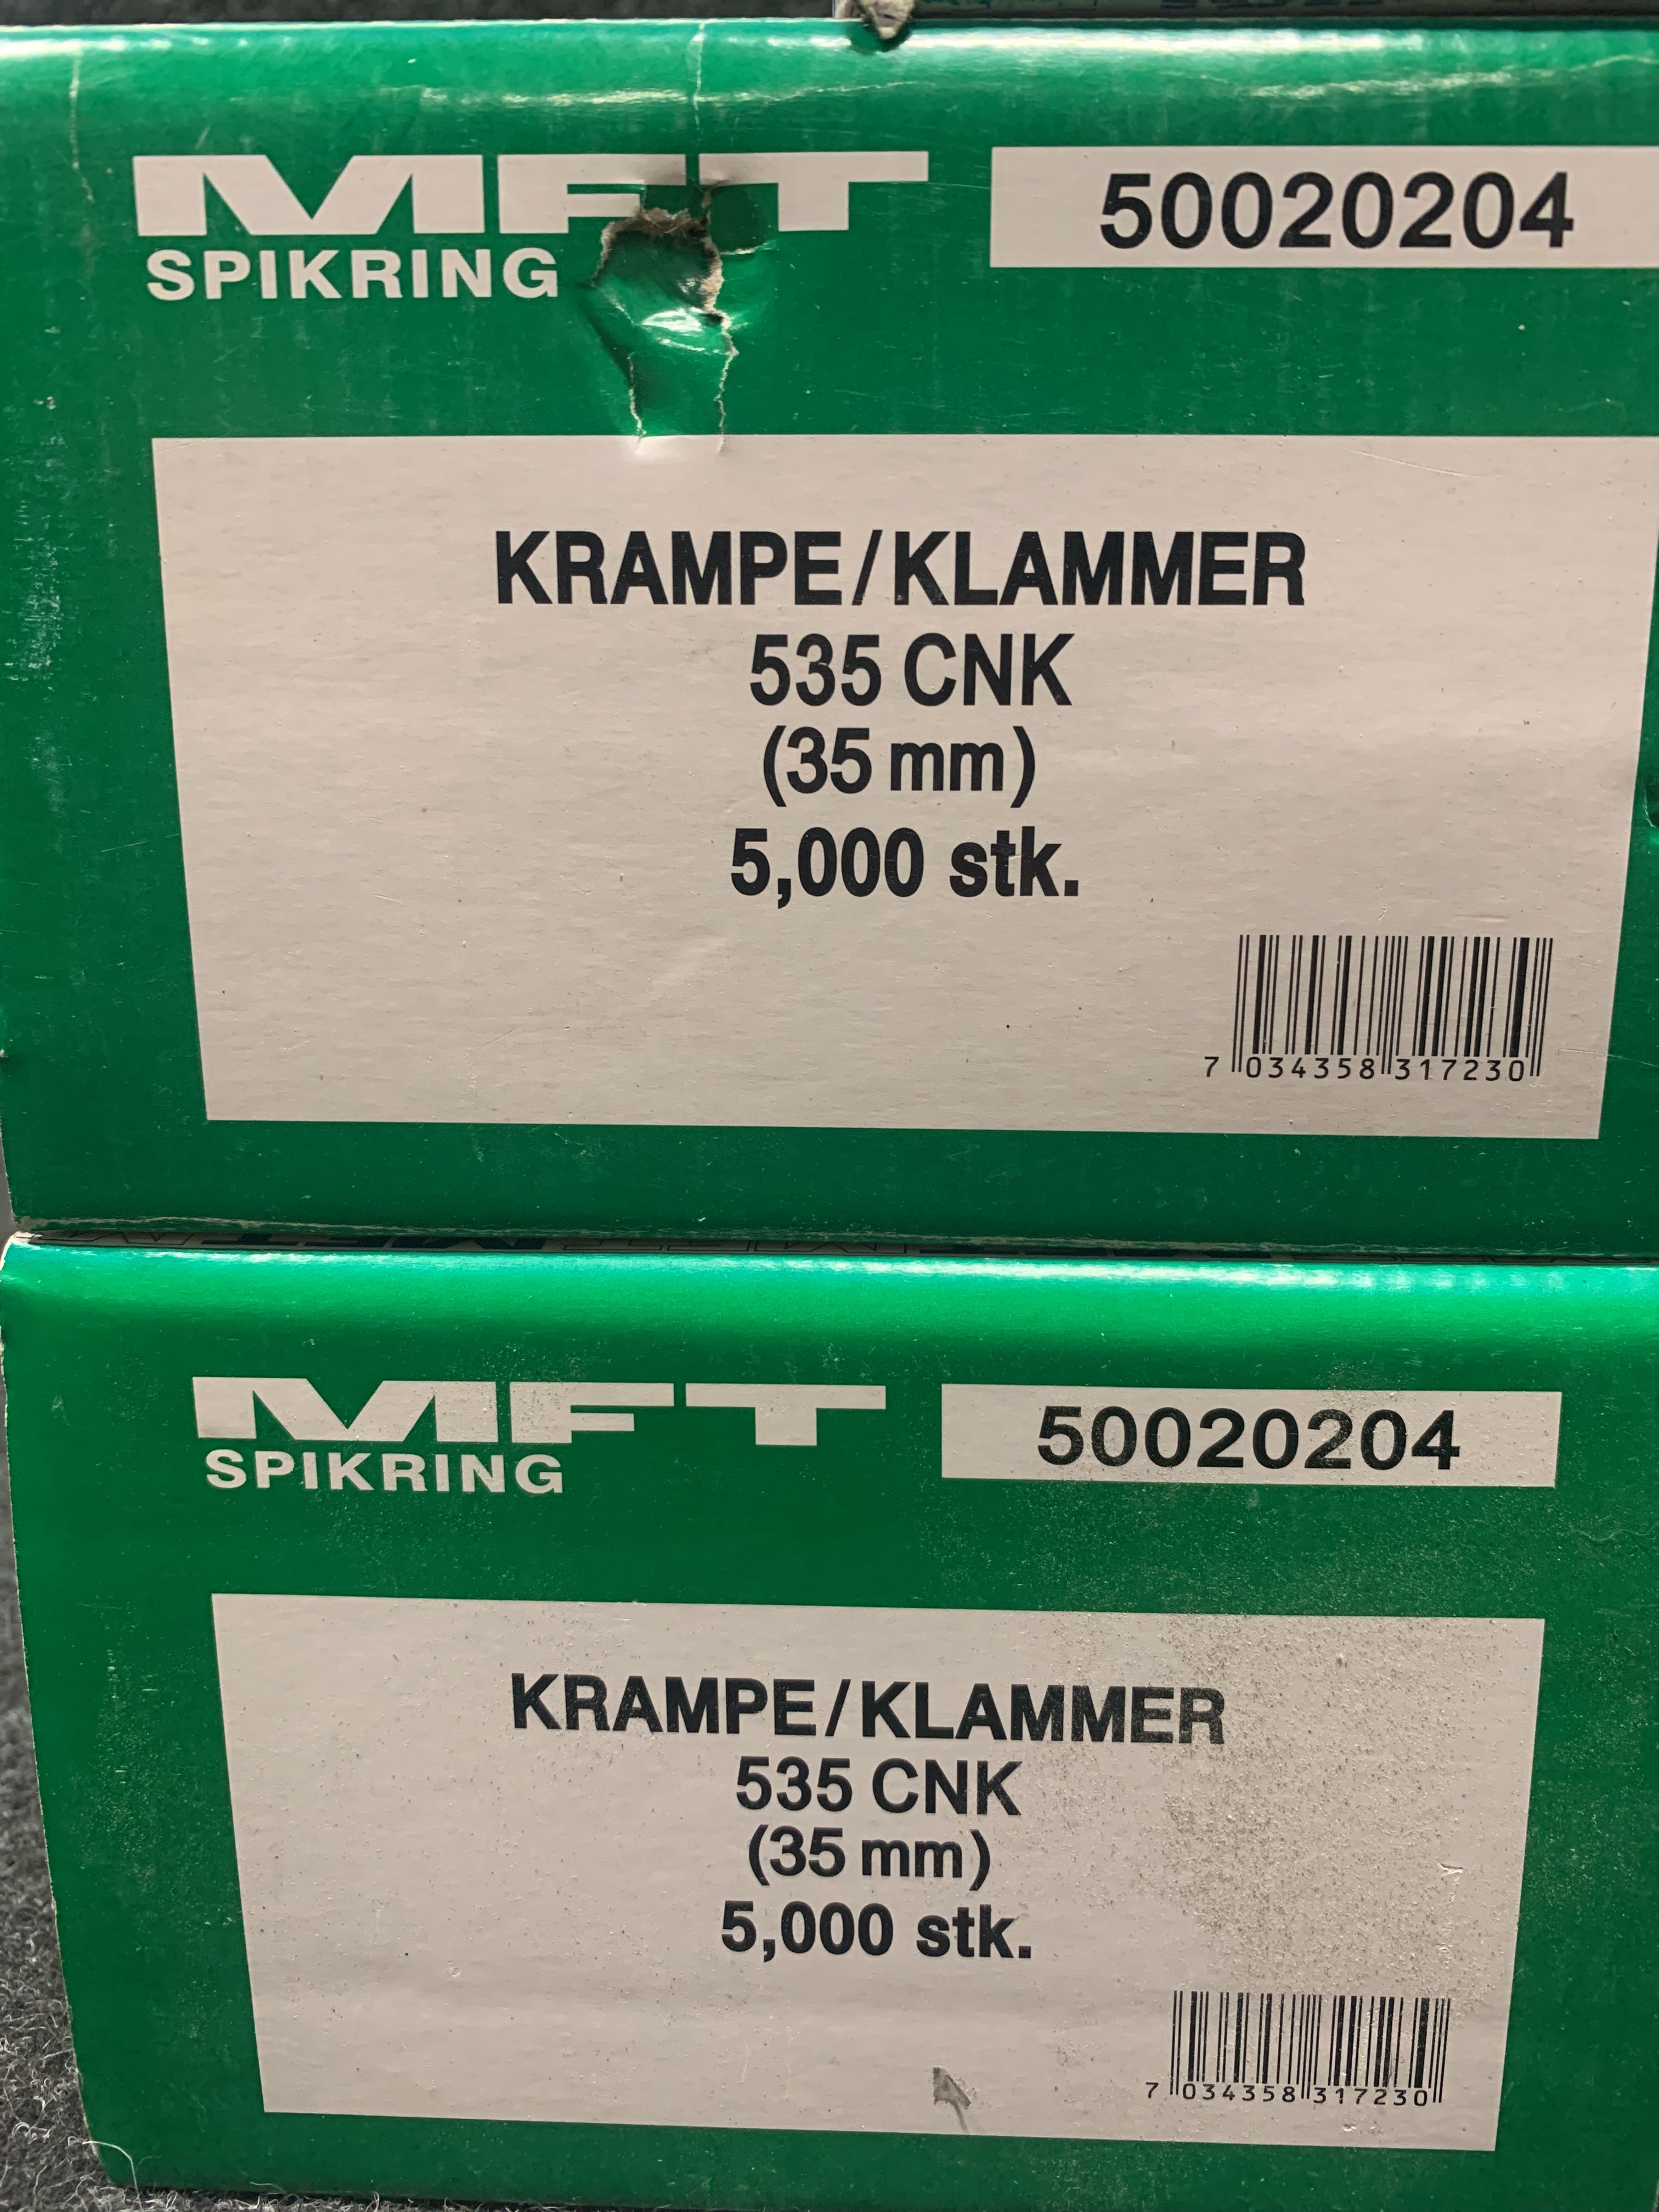 MFT
SPIKRING
50020204
KRAMPE/KLAMMER
535 CNK
(35 mm)
5,000 stk.
7 034358 317230
MFT
SPIKRING
50020204
KRAMPE/KLAMMER
535 CNK
(35 mm)
5,000 stk.
7 034358 317230